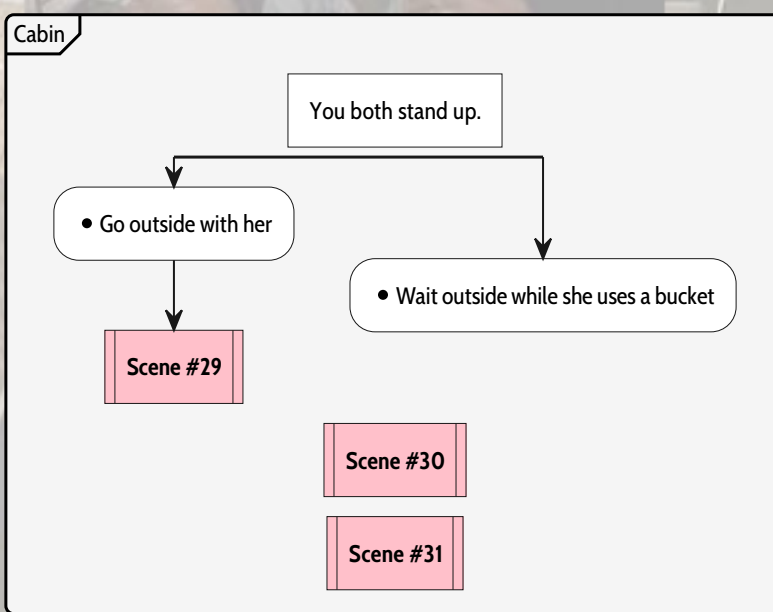 Cabin
You both stand up.
• Go outside with her
• Wait outside while she uses a bucket
Scene #29
Scene #30
Scene #31